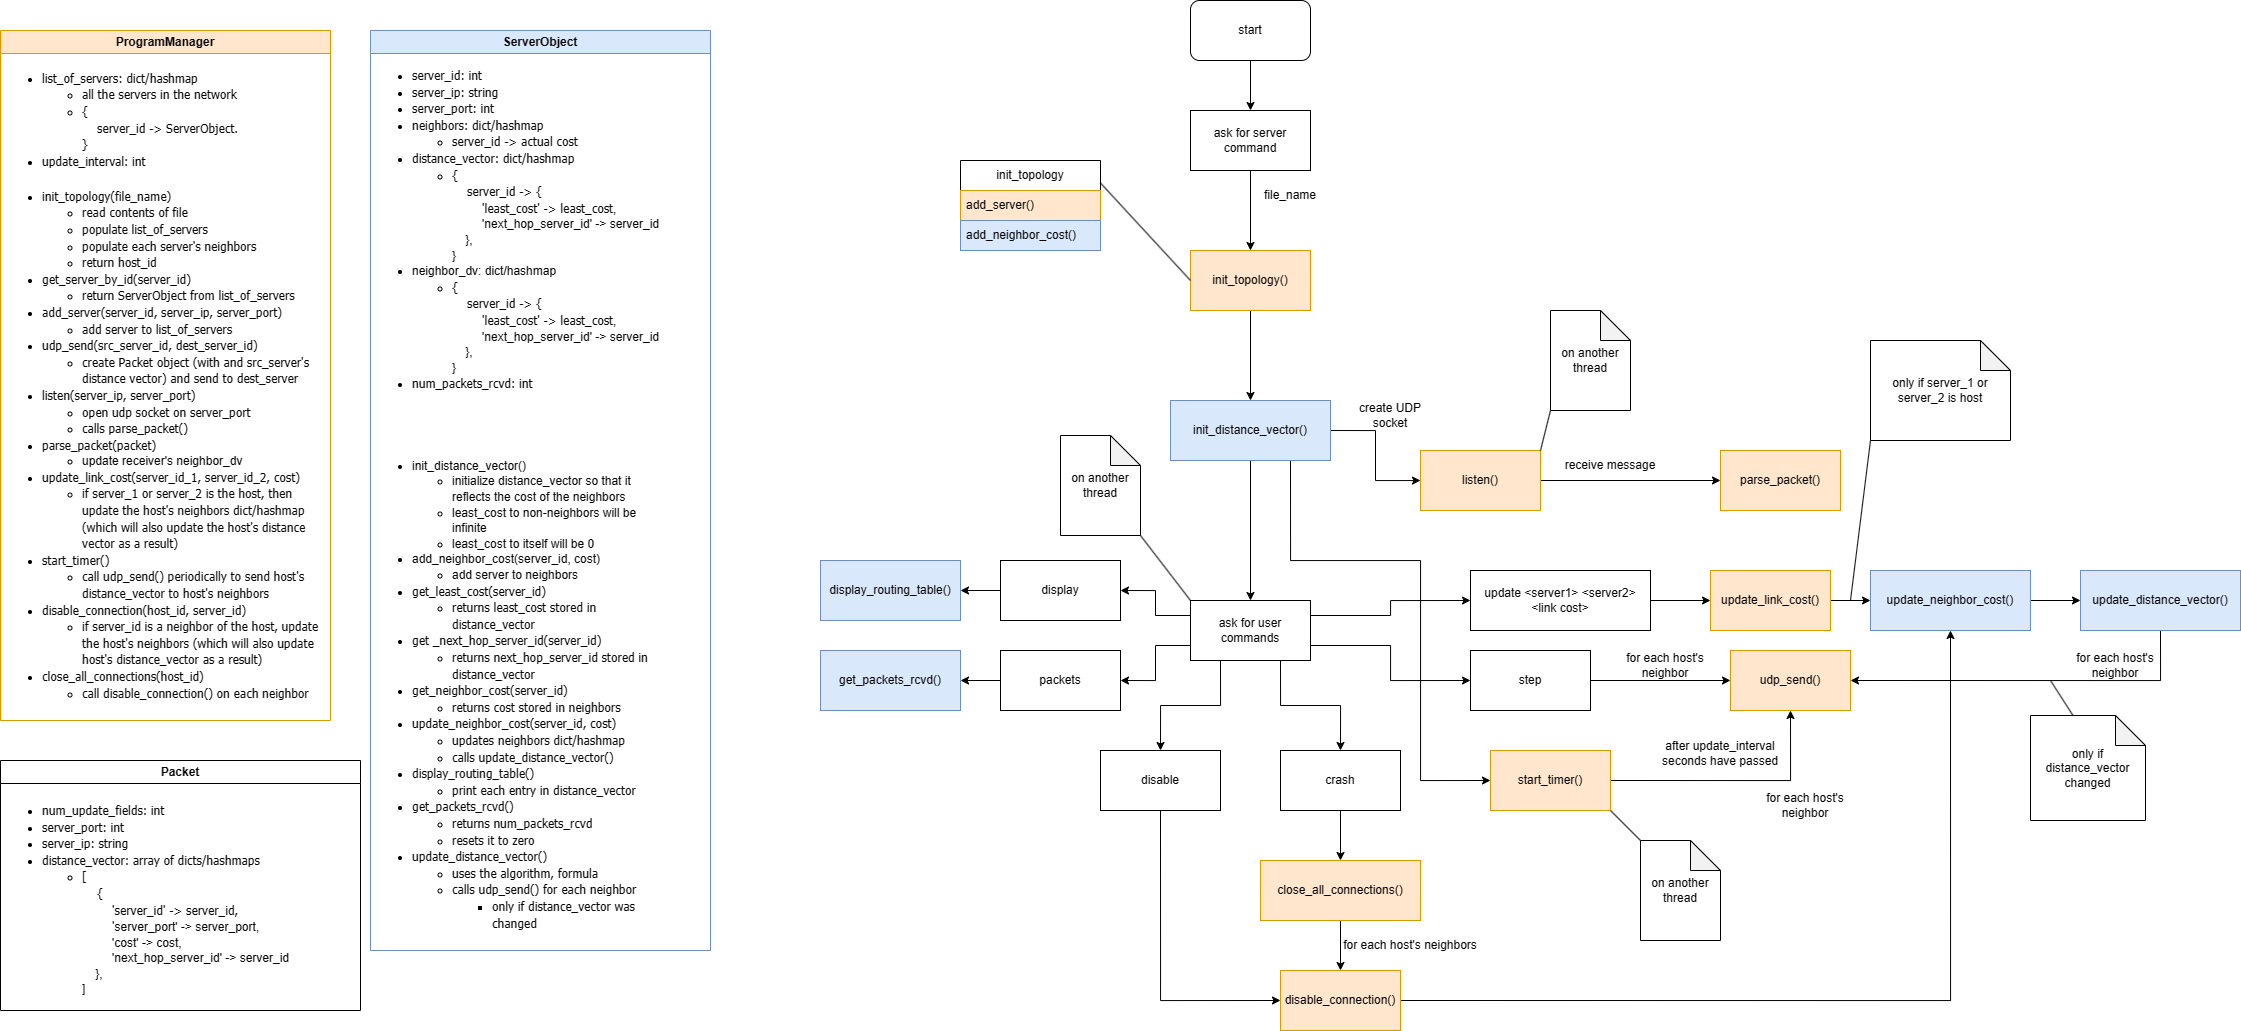 ProgramManager
list_of_servers: dict/hashmap
all the servers in the network
{
server_id -> ServerObject.
}
update_interval: int
init_topology(file_name)
read contents of file
populate list_of_servers
populate each server's neighbors
return host_id
get_server_by_id(server_id)
return ServerObject from list_of_servers
add_server(server_id, server_ip, server_port)
add server to list_of_servers
udp_send(src_server_id, dest_server_id)
create Packet object (with and src_server's
distance vector) and send to dest_server
listen(server_ip, server_port)
open udp socket on server_port
calls parse_packet()
parse_packet(packet)
update receiver's neighbor_dv
update_link_cost(server_id_1, server_id_2, cost)
if server_1 or server_2 is the host, then
update the host's neighbors dict/hashmap
(which will also update the host's distance
vector as a result)
start_timer()
call udp_send() periodically to send host's
distance_vector to host's neighbors
disable_connection(host_id, server_id)
if server_id is a neighbor of the host, update
the host's neighbors (which will also update
host's distance_vector as a result)
close_all_connections(host_id)
call disable_connection() on each neighbor
Packet
num_update_fields: int
server_port: int
server_ip: string
distance_vector: array of dicts/hashmaps
[
{
'server_id' -> server_id,
'server_port' -> server_port,
'cost' -> cost,
'next_hop_server_id' -> server_id
},
]
ServerObject
server_id: int
server_ip: string
server_port: int
neighbors: dict/hashmap
server_id -> actual cost
distance_vector: dict/hashmap
{
server_id -> {
'least_cost' -> least_cost,
'next_hop_server_id' -> server_id
},
}
neighbor_dv: dict/hashmap
{
server_id -> {
'least_cost' -> least_cost,
'next_hop_server_id' -> server_id
},
}
num_packets_rcvd: int
init_distance_vector()
initialize distance_vector so that it
reflects the cost of the neighbors
least_cost to non-neighbors will be
infinite
least_cost to itself will be 0
add_neighbor_cost(server_id, cost)
add server to neighbors
get_least_cost(server_id)
returns least_cost stored in
distance_vector
get _next_hop_server_id(server_id)
returns next_hop_server_id stored in
distance_vector
get_neighbor_cost(server_id)
returns cost stored in neighbors
update_neighbor_cost(server_id, cost)
updates neighbors dict/hashmap
calls update_distance_vector()
display_routing_table()
print each entry in distance_vector
get_packets_rcvd()
returns num_packets_rcvd
resets it to zero
update_distance_vector()
uses the algorithm, formula
calls udp_send() for each neighbor
only if distance_vector was
changed
start
ask for server
command
file_name
init_topology
add_server()
add_neighbor_cost()
init_topology()
init_distance_vector()
create UDP
socket
on another
thread
listen()
receive message
parse_packet()
only if server_1 or
server_2 is host
on another
thread
display_routing_table()
display
ask for user
commands
update <server1> <server2>
<link cost>
update_link_cost()
update_neighbor_cost()
update_distance_vector()
get_packets_rcvd()
packets
step
for each host's
neighbor
udp_send()
for each host's
neighbor
disable
crash
start_timer()
after update_interval
seconds have passed
for each host's
neighbor
only if
distance_vector
changed
on another
thread
close_all_connections()
for each host's neighbors
disable_connection()